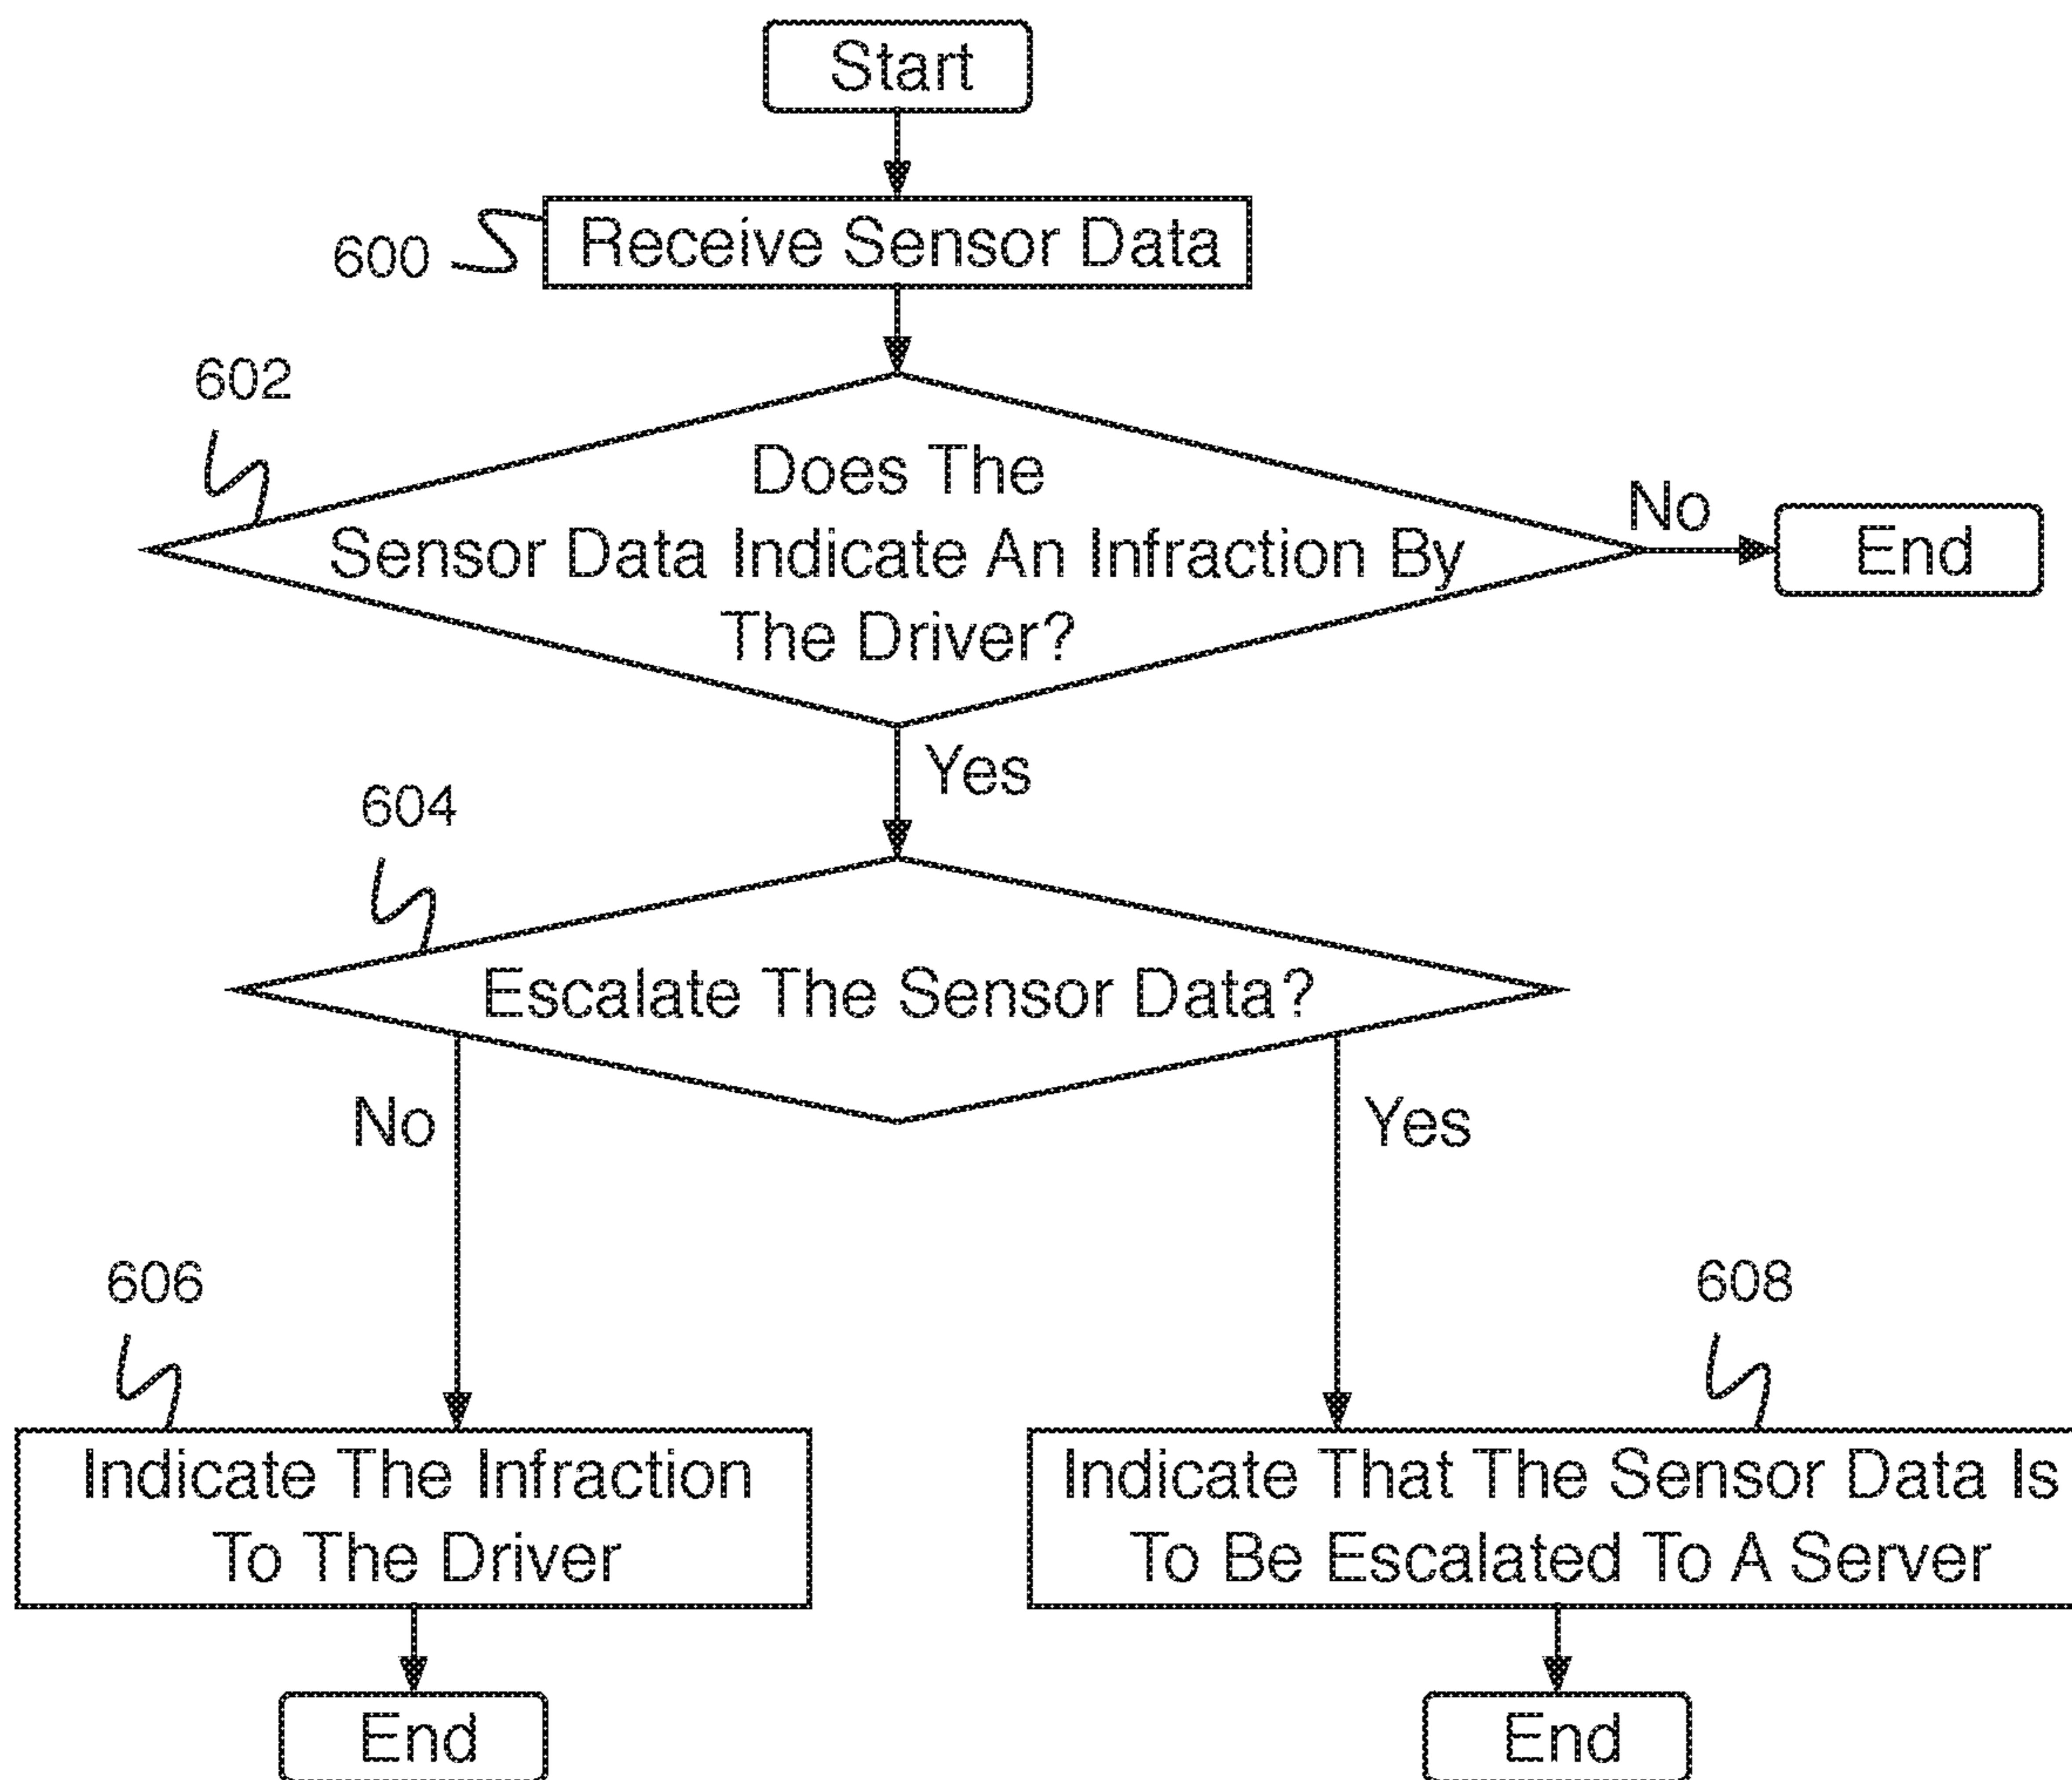 Start
600
Receive Sensor Data
602
Does The
Sensor Data Indicate An Infraction By
The Driver?
No
End
Yes
604
Escalate The Sensor Data?
No
Yes
606
608
Indicate The Infraction
To The Driver
Indicate That The Sensor Data Is
To Be Escalated To A Server
End
End